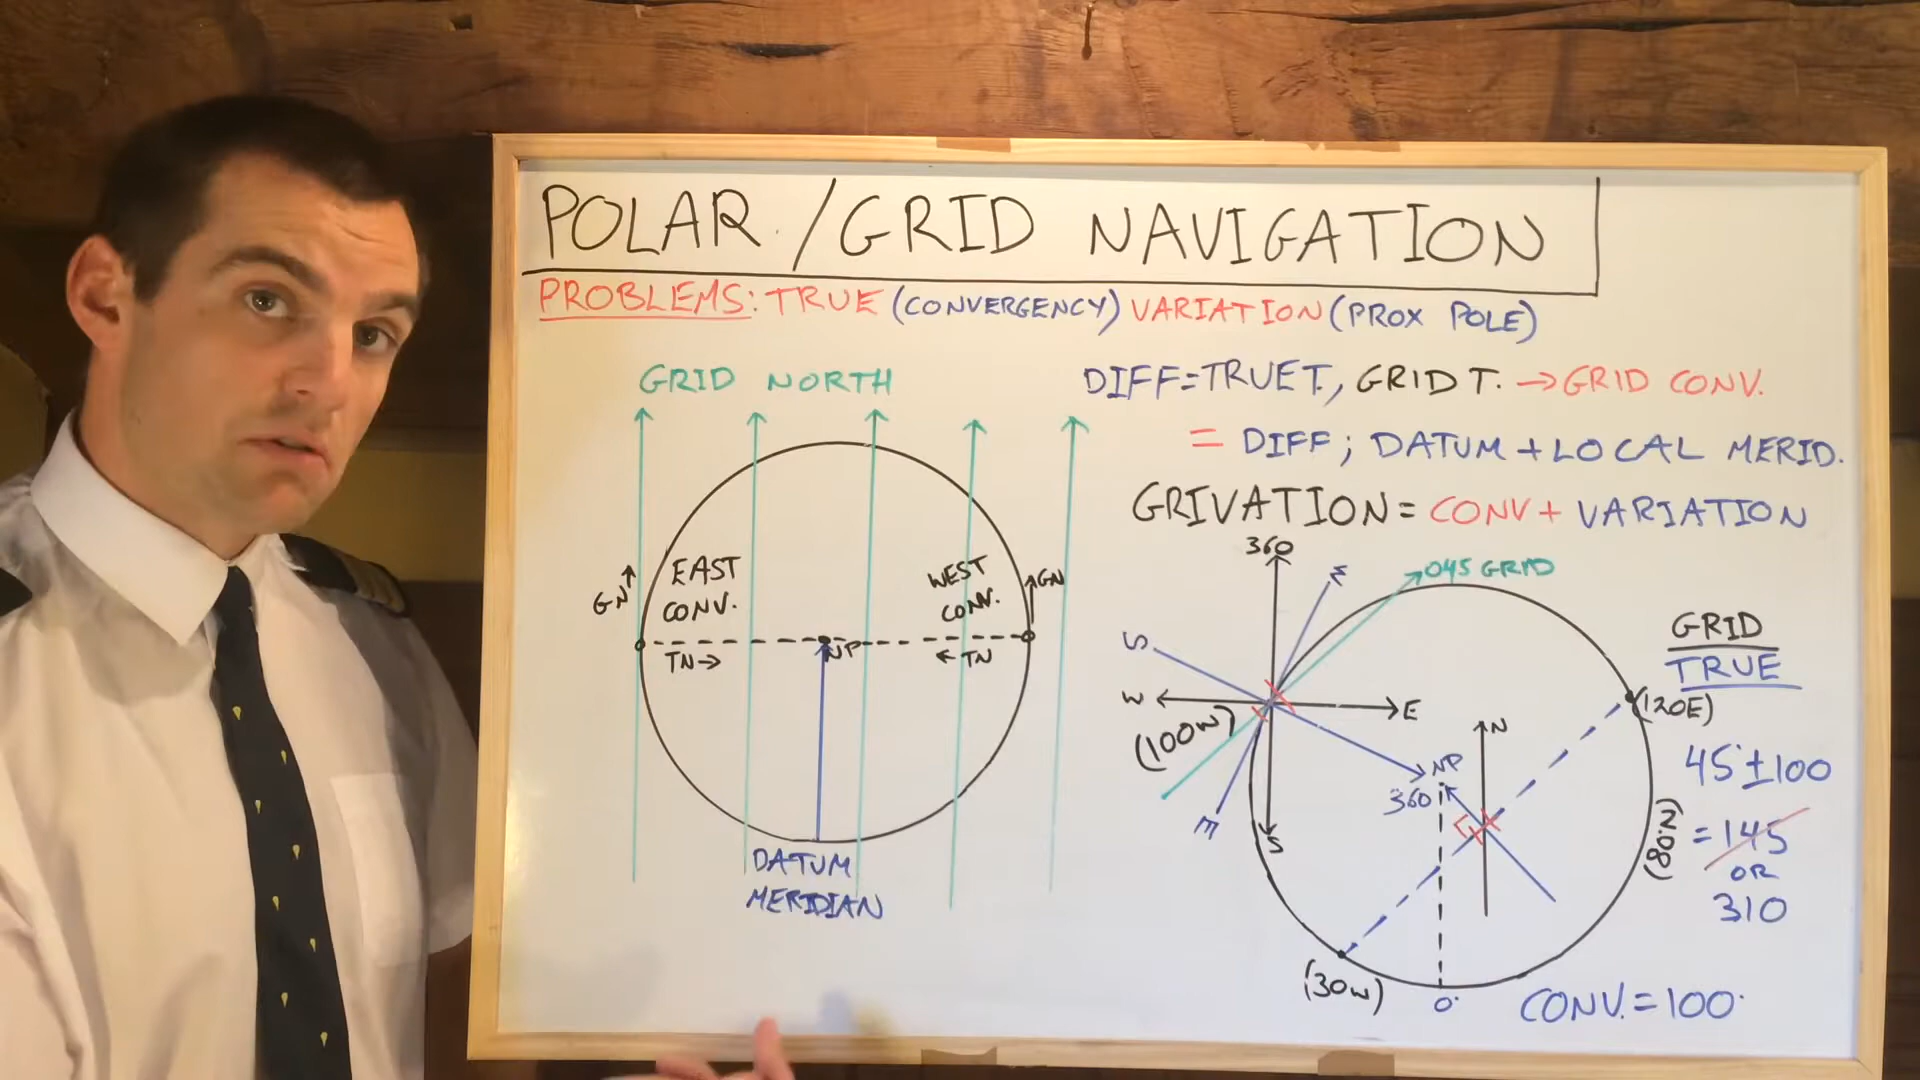 POLAR / GRID NAVIGATION
PROBLEMS: TRUE (CONVERGENCY) VARIATION (PROX POLE)
GRID NORTH
EAST CONV.
WEST CONV.
GN
GN
NP
TN →
← TN
DATUM
MERIDIAN
DIFF=TRUE T., GRID T. → GRID CONV.
= DIFF; DATUM + LOCAL MERID.
GRIVATION = CONV + VARIATION
360
045 GRID
S
W
E
(100W)
NP
360
N
S
(120E)
(80N)
(30W)
0°
GRID
TRUE
45 ± 100
= 145
OR
310
CONV. = 100°